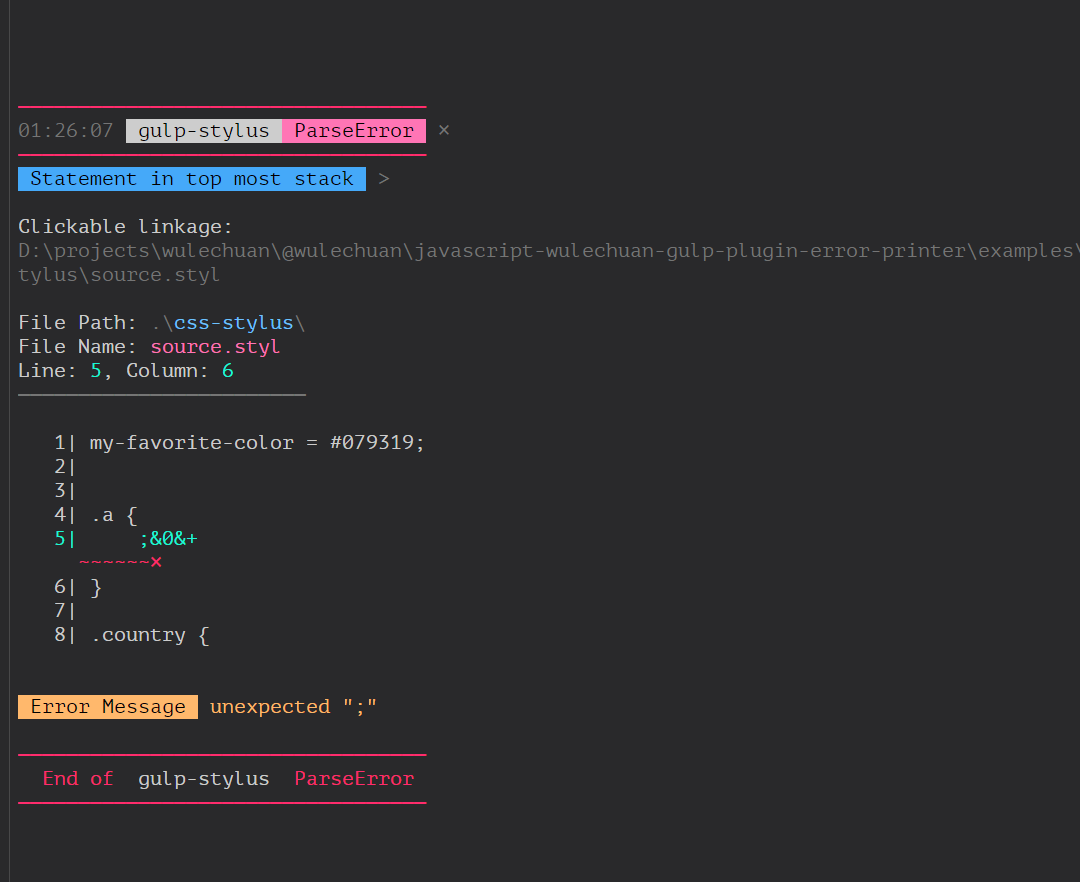 01:26:07  gulp-stylus  ParseError  ×
Statement in top most stack  >
Clickable linkage:
D:\projects\wulechuan\@wulechuan\javascript-wulechuan-gulp-plugin-error-printer\examples\
tylus\source.styl
File Path: .\css-stylus\
File Name: source.styl
Line: 5, Column: 6
1| my-favorite-color = #079319;
2|
3|
4| .a {
5|     ;&0&+
~~~~~~×
6| }
7|
8| .country {
Error Message  unexpected ";"
End of  gulp-stylus  ParseError